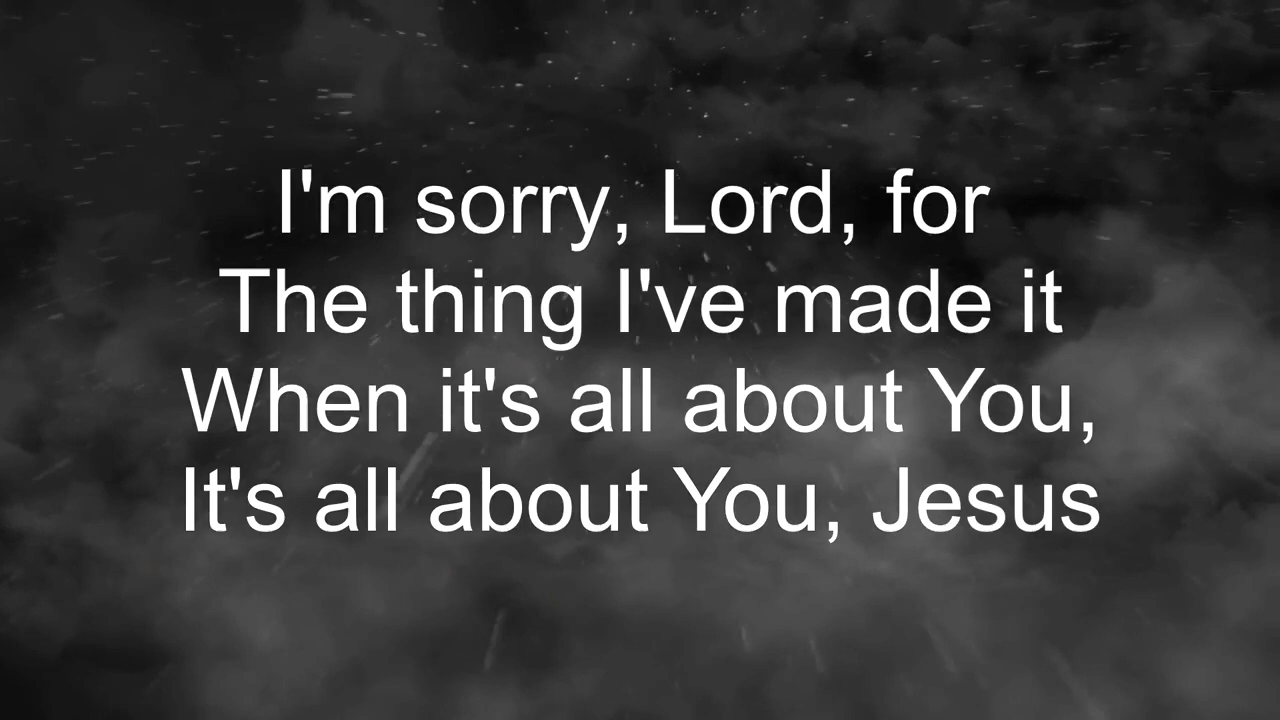 I'm sorry, Lord, for
The thing I've made it
When it's all about You,
It's all about You, Jesus